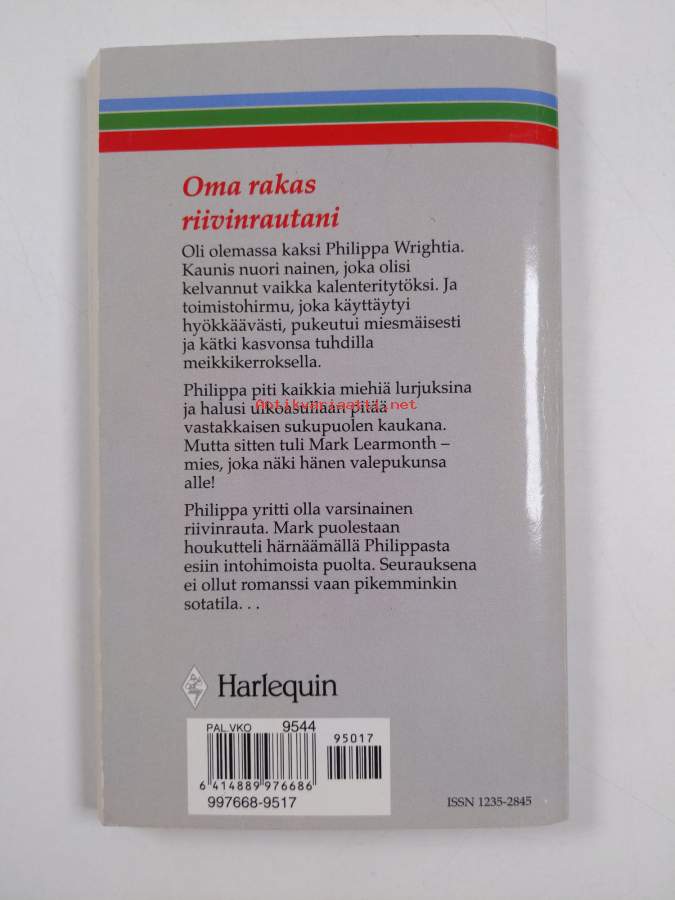 Oma rakas
riivinrautani
Oli olemassa kaksi Philippa Wrightia.
Kaunis nuori nainen, joka olisi
kelvannut vaikka kalenteritytöksi. Ja
toimistohirmu, joka käyttäytyi
hyökkäävästi, pukeutui miesmäisesti
ja kätki kasvonsa tuhdilla
meikkikerroksella.
Philippa piti kaikkia miehiä lurjuksina
ja halusi ulkoasullaan pitää
Antikvariaatti.net
vastakkaisen sukupuolen kaukana.
Mutta sitten tuli Mark Learmonth –
mies, joka näki hänen valepukunsa
alle!
Philippa yritti olla varsinainen
riivinrauta. Mark puolestaan
houkutteli härnäämällä Philippasta
esiin intohimoista puolta. Seurauksena
ei ollut romanssi vaan pikemminkin
sotatila. . .
Harlequin
PAL.VKO 9544
95017
6 414889 976686
997668-9517
ISSN 1235-2845